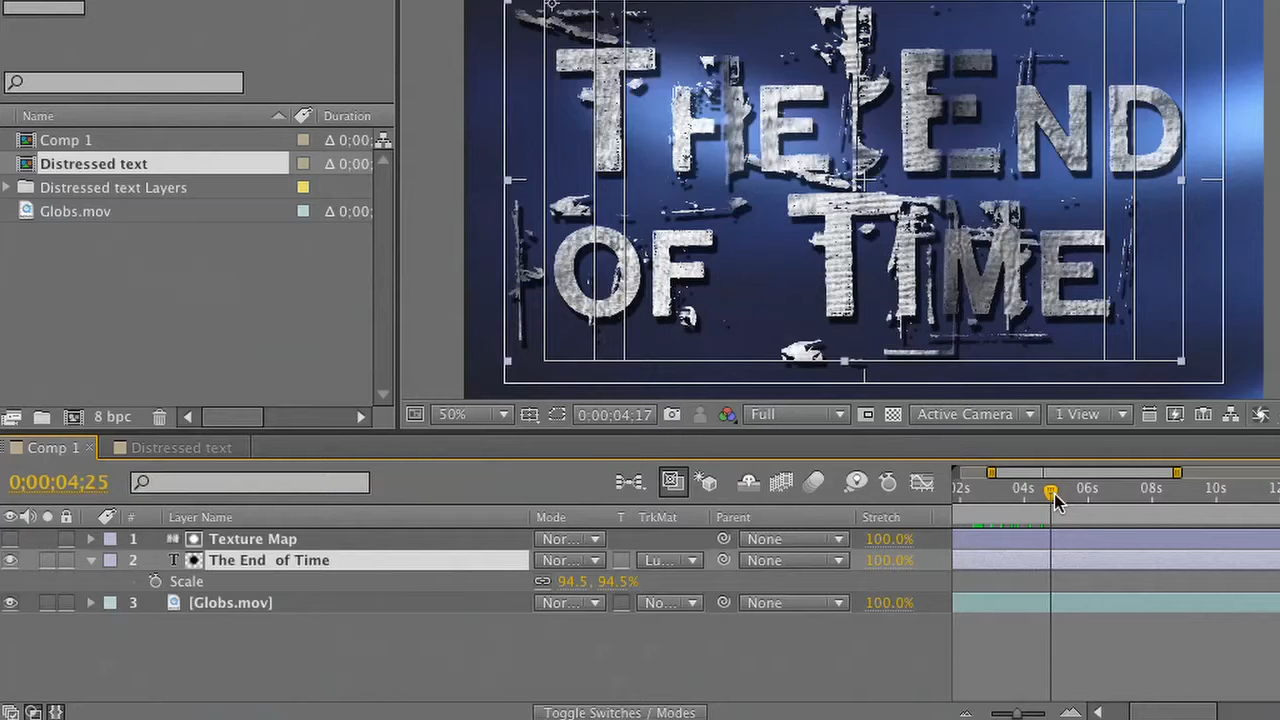 THE END
OF TIME
Name Duration
Comp 1 Δ 0;00;
Distressed text Δ 0;00;
Distressed text Layers
Globs.mov Δ 0;00;
8 bpc
50% 0;00;04;17 Full Active Camera 1 View
Comp 1 × Distressed text
0;00;04;25
02s 04s 06s 08s 10s 12
# Layer Name Mode T TrkMat Parent Stretch
1 Texture Map Nor... None 100.0%
2 T The End of Time Nor... Lu... None 100.0%
Scale 94.5, 94.5%
3 [Globs.mov] Nor... No... None 100.0%
Toggle Switches / Modes